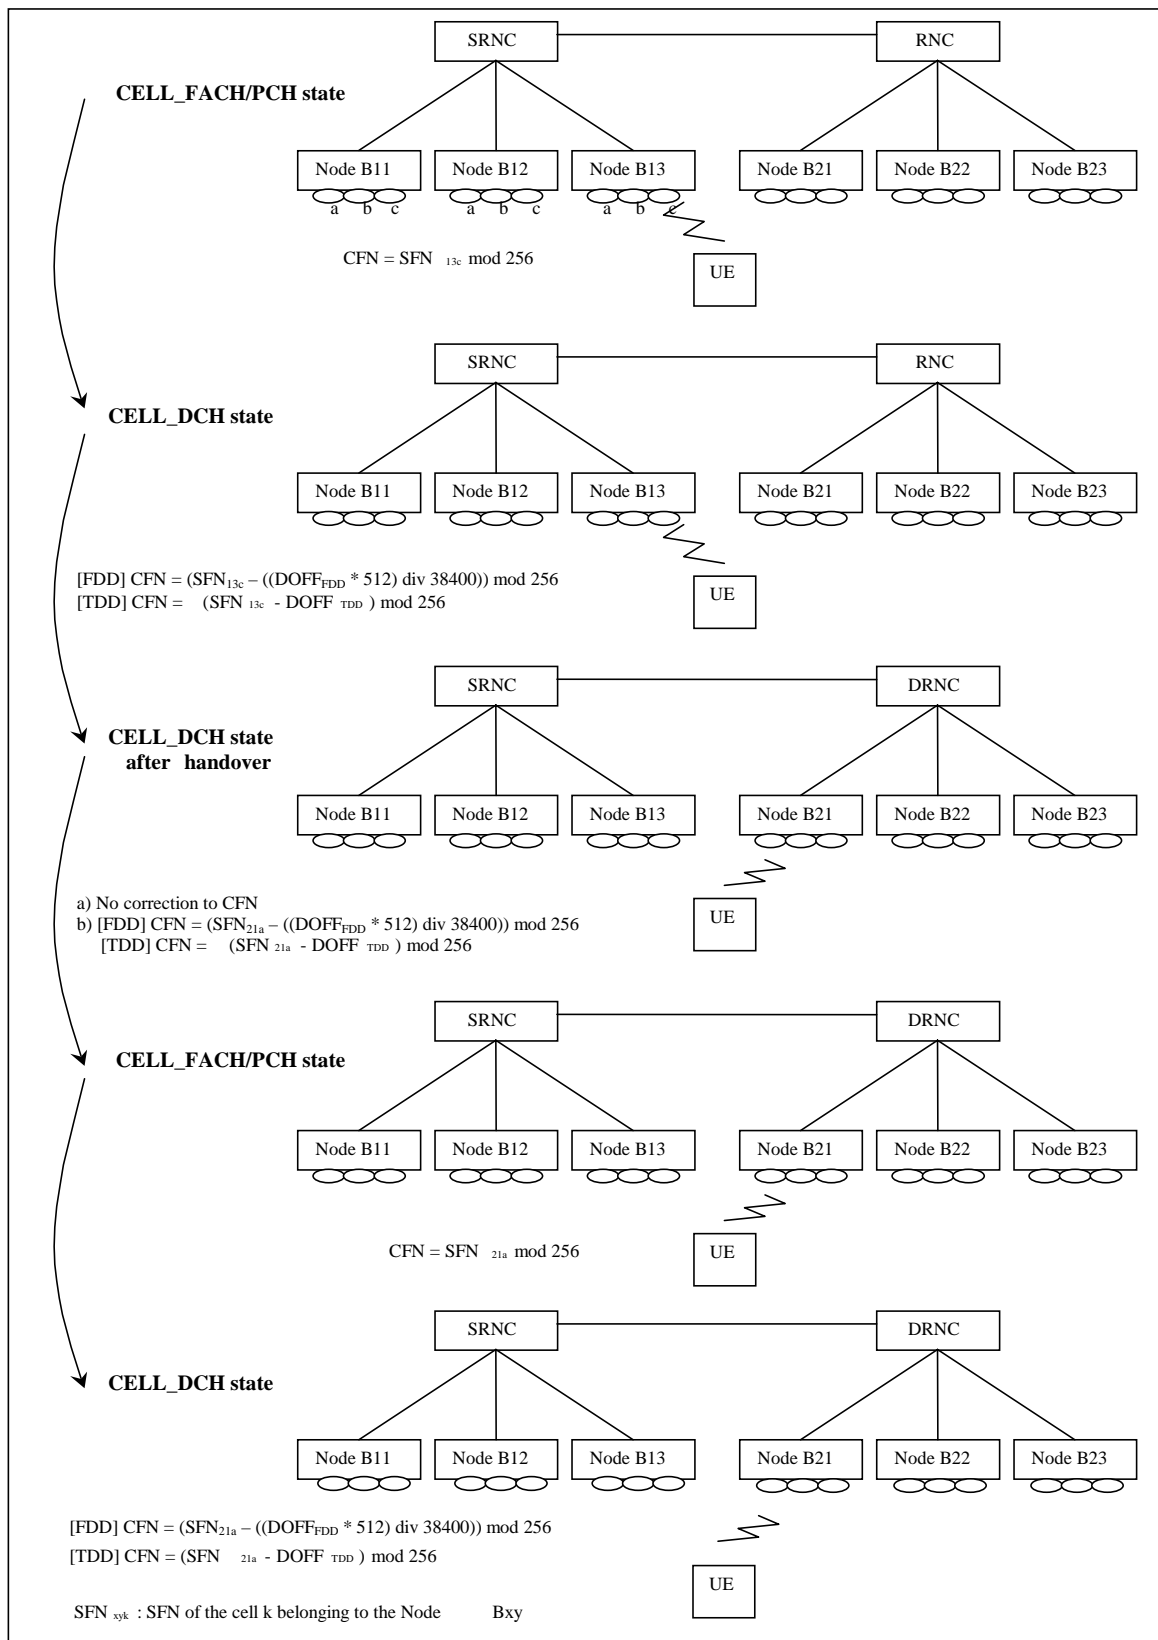 SRNC RNC
CELL_FACH/PCH state
Node B11 Node B12 Node B13 Node B21 Node B22 Node B23
a b c a b c a b c
CFN = SFN 13c mod 256
UE
SRNC RNC
CELL_DCH state
Node B11 Node B12 Node B13 Node B21 Node B22 Node B23
[FDD] CFN = (SFN13c – ((DOFFFDD * 512) div 38400)) mod 256
[TDD] CFN = (SFN 13c - DOFF TDD ) mod 256
UE
SRNC DRNC
CELL_DCH state
after handover
Node B11 Node B12 Node B13 Node B21 Node B22 Node B23
a) No correction to CFN
b) [FDD] CFN = (SFN21a – ((DOFFFDD * 512) div 38400)) mod 256
[TDD] CFN = (SFN 21a - DOFF TDD ) mod 256
UE
SRNC DRNC
CELL_FACH/PCH state
Node B11 Node B12 Node B13 Node B21 Node B22 Node B23
CFN = SFN 21a mod 256
UE
SRNC DRNC
CELL_DCH state
Node B11 Node B12 Node B13 Node B21 Node B22 Node B23
[FDD] CFN = (SFN21a – ((DOFFFDD * 512) div 38400)) mod 256
[TDD] CFN = (SFN 21a - DOFF TDD ) mod 256
UE
SFN xyk : SFN of the cell k belonging to the Node Bxy